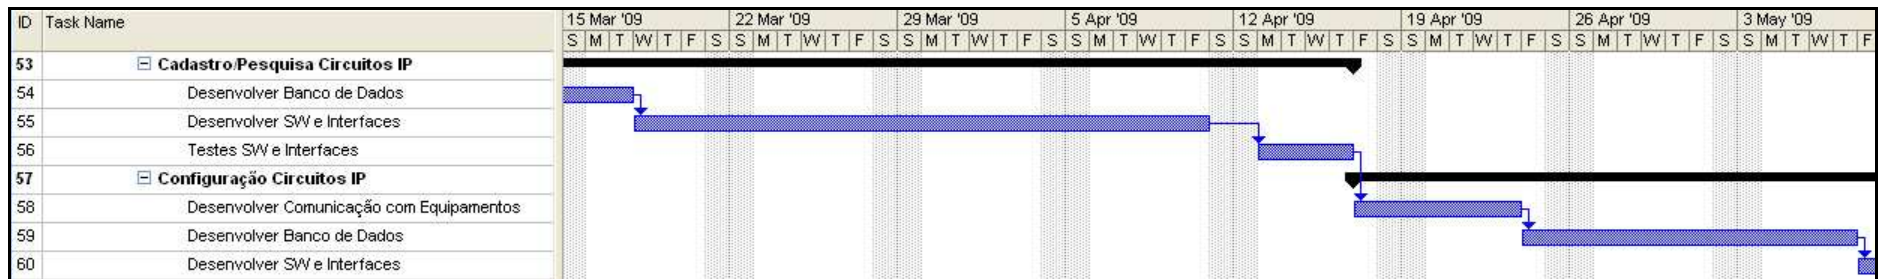 ID Task Name 15 Mar '09 22 Mar '09 29 Mar '09 5 Apr '09 12 Apr '09 19 Apr '09 26 Apr '09 3 May '09
S M T W T F S S M T W T F S S M T W T F S S M T W T F S S M T W T F S S M T W T F S S M T W T F S S M T W T F
53 Cadastro/Pesquisa Circuitos IP
54 Desenvolver Banco de Dados
55 Desenvolver SW e Interfaces
56 Testes SW e Interfaces
57 Configuração Circuitos IP
58 Desenvolver Comunicação com Equipamentos
59 Desenvolver Banco de Dados
60 Desenvolver SW e Interfaces